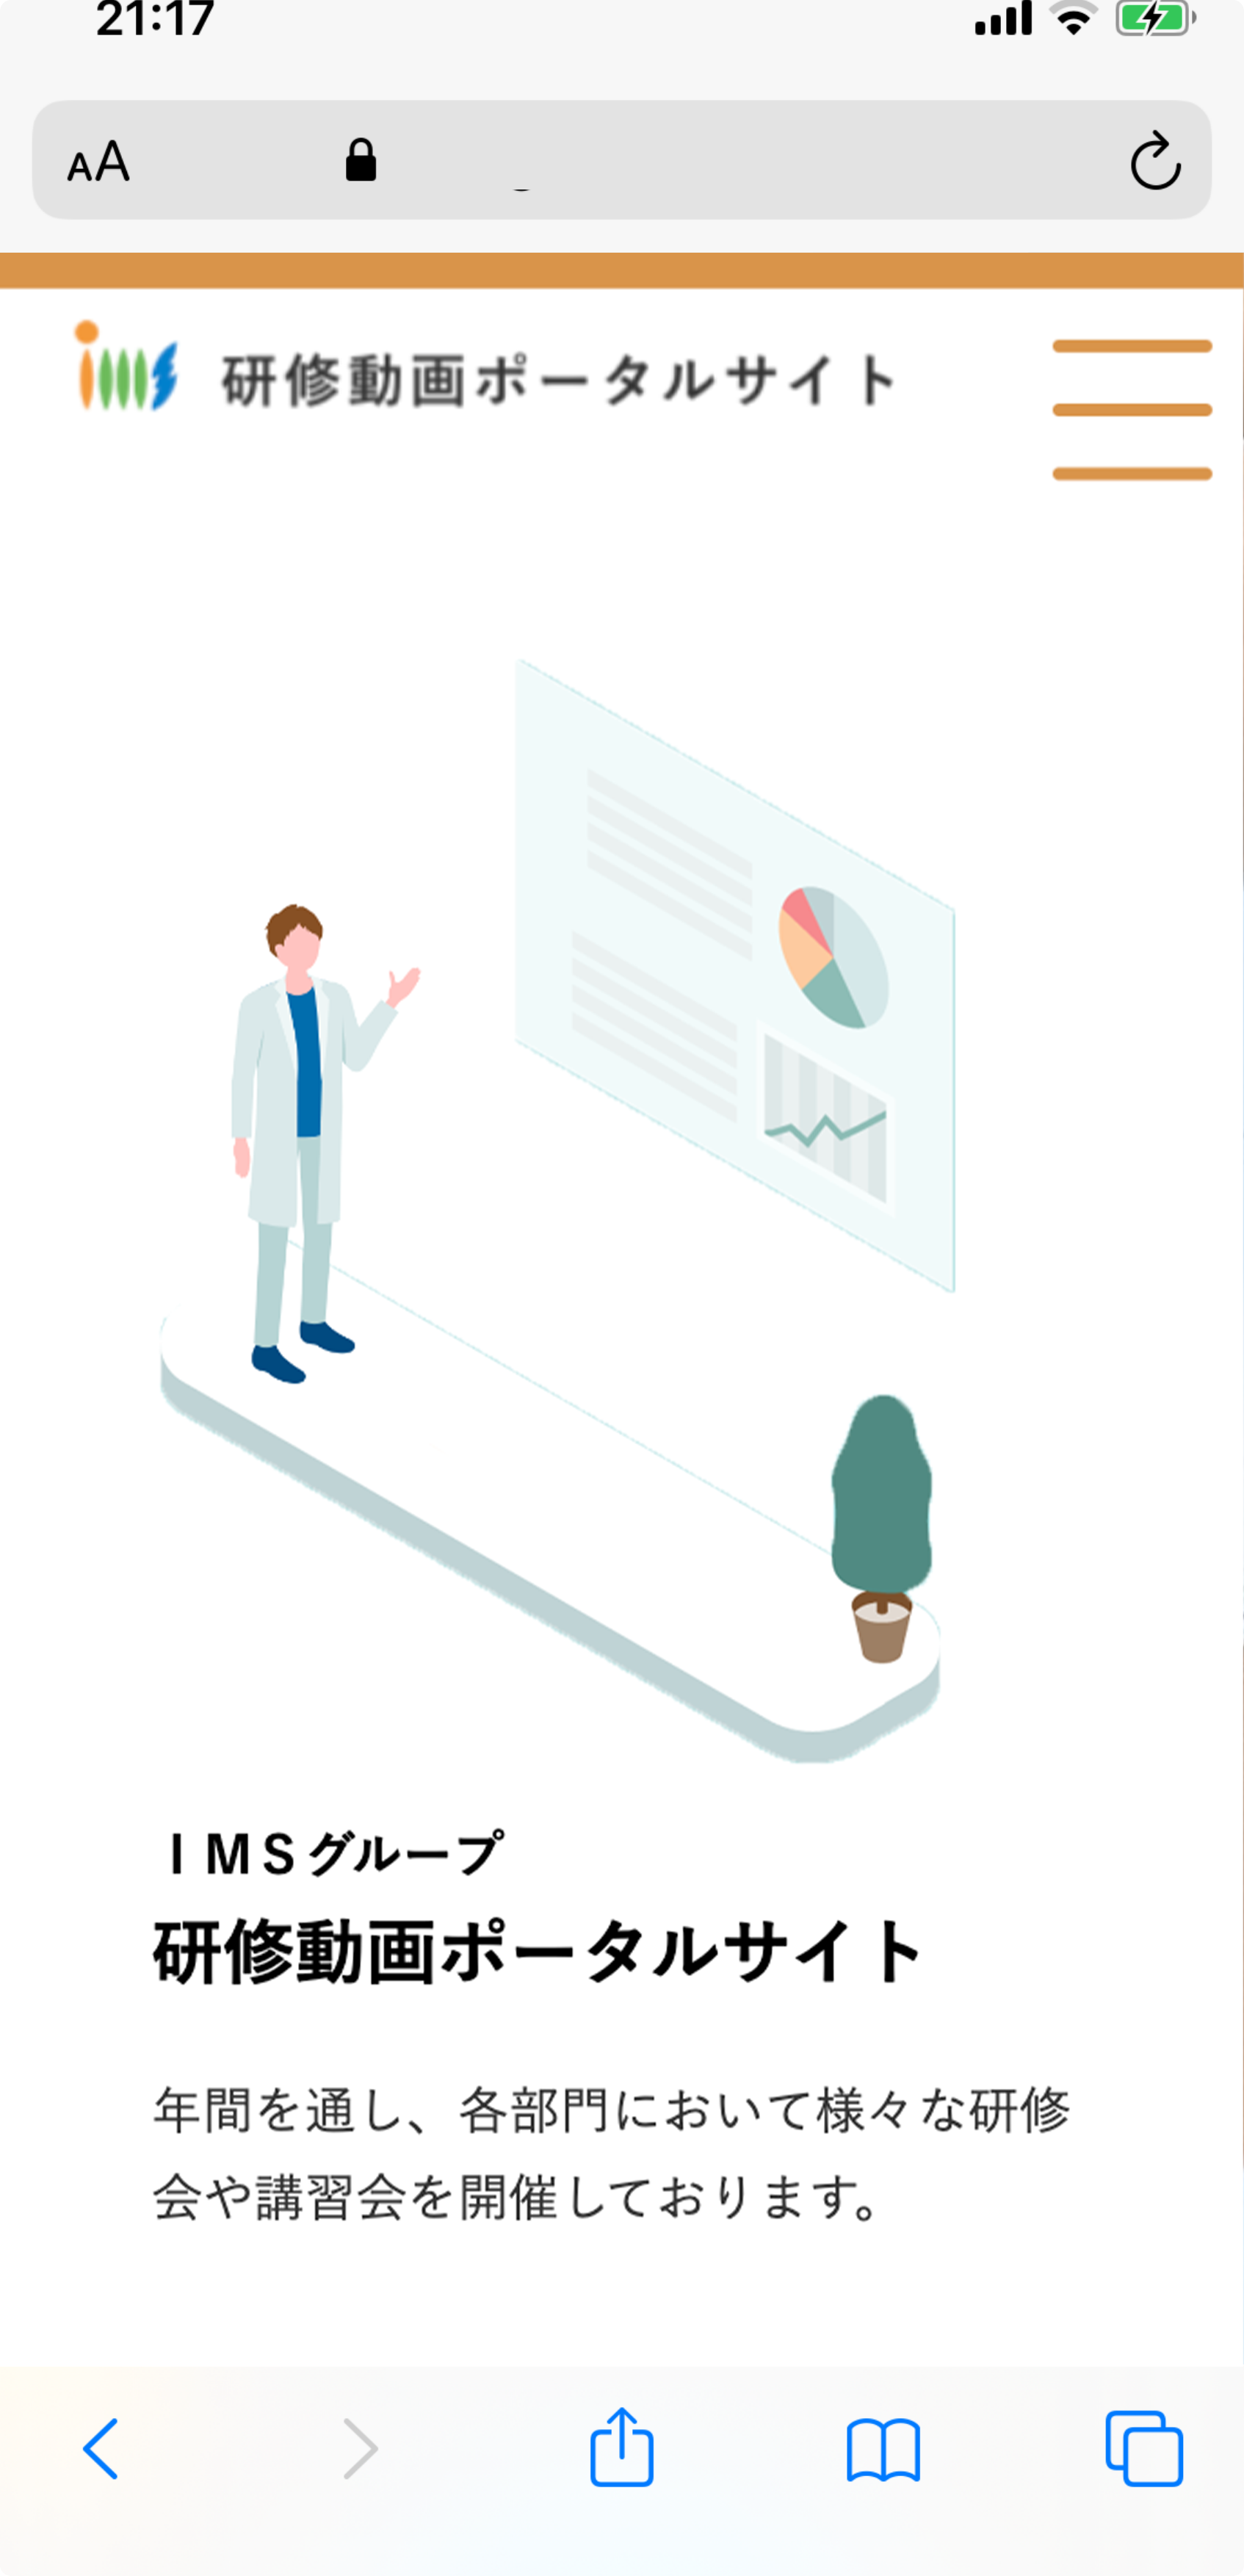 21:17
AA
ims 研修動画ポータルサイト
ＩＭＳグループ
研修動画ポータルサイト
年間を通し、各部門において様々な研修
会や講習会を開催しております。